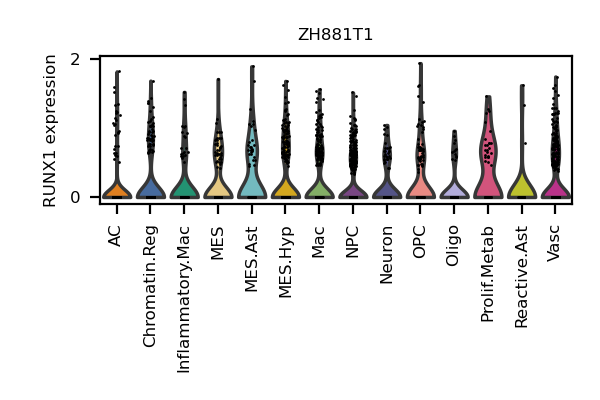 ZH881T1
RUNX1 expression
2
0
AC
Chromatin.Reg
Inflammatory.Mac
MES
MES.Ast
MES.Hyp
Mac
NPC
Neuron
OPC
Oligo
Prolif.Metab
Reactive.Ast
Vasc